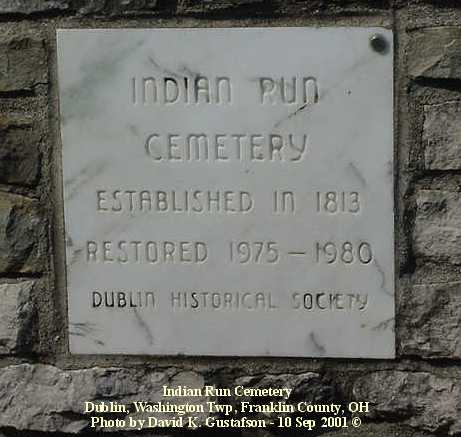 INDIAN RUN
CEMETERY
ESTABLISHED IN 1813
RESTORED 1975 – 1980
DUBLIN HISTORICAL SOCIETY
Indian Run Cemetery
Dublin, Washington Twp, Franklin County, OH
Photo by David K. Gustafson - 10 Sep 2001 ©